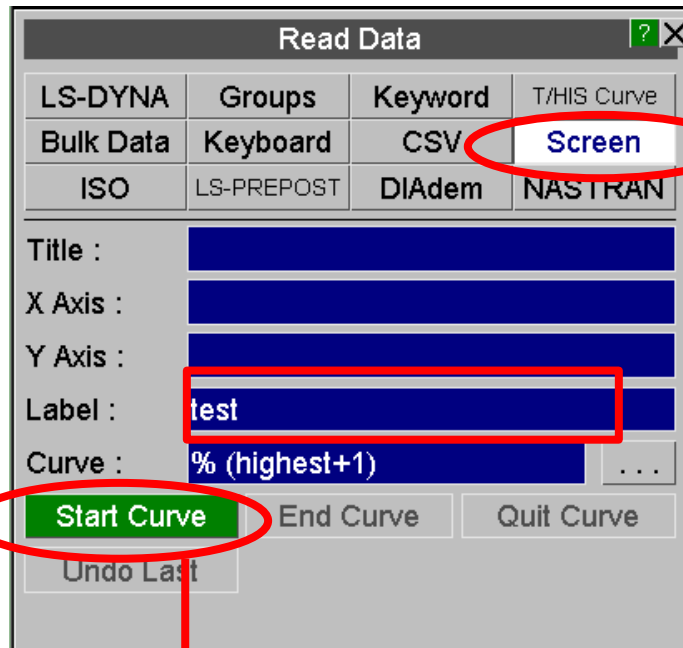 Read Data ? X
LS-DYNA Groups Keyword T/HIS Curve
Bulk Data Keyboard CSV Screen
ISO LS-PREPOST DIAdem NASTRAN
Title :
X Axis :
Y Axis :
Label : test
Curve : % (highest+1) ...
Start Curve End Curve Quit Curve
Undo Last